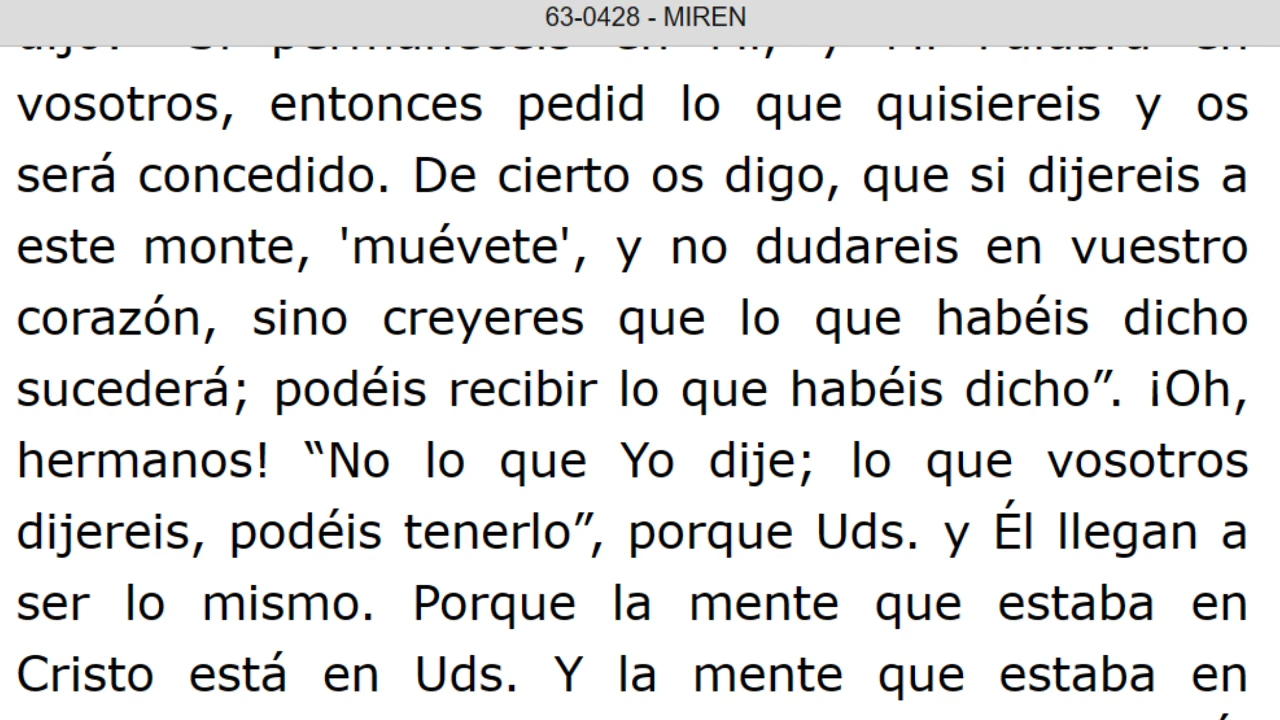 63-0428 - MIREN
vosotros, entonces pedid lo que quisiereis y os
será concedido. De cierto os digo, que si dijereis a
este monte, 'muévete', y no dudareis en vuestro
corazón, sino creyeres que lo que habéis dicho
sucederá; podéis recibir lo que habéis dicho”. ¡Oh,
hermanos! “No lo que Yo dije; lo que vosotros
dijereis, podéis tenerlo”, porque Uds. y Él llegan a
ser lo mismo. Porque la mente que estaba en
Cristo está en Uds. Y la mente que estaba en